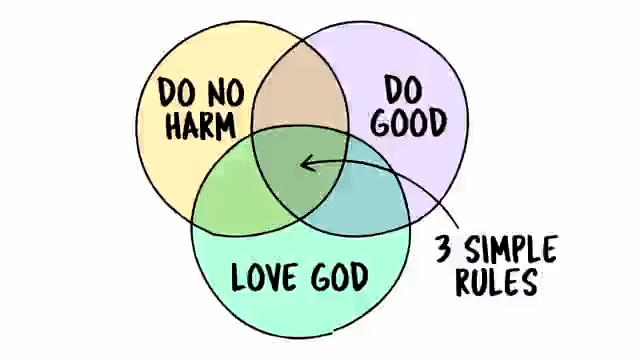 DO NO
HARM
DO
GOOD
LOVE GOD
3 SIMPLE
RULES